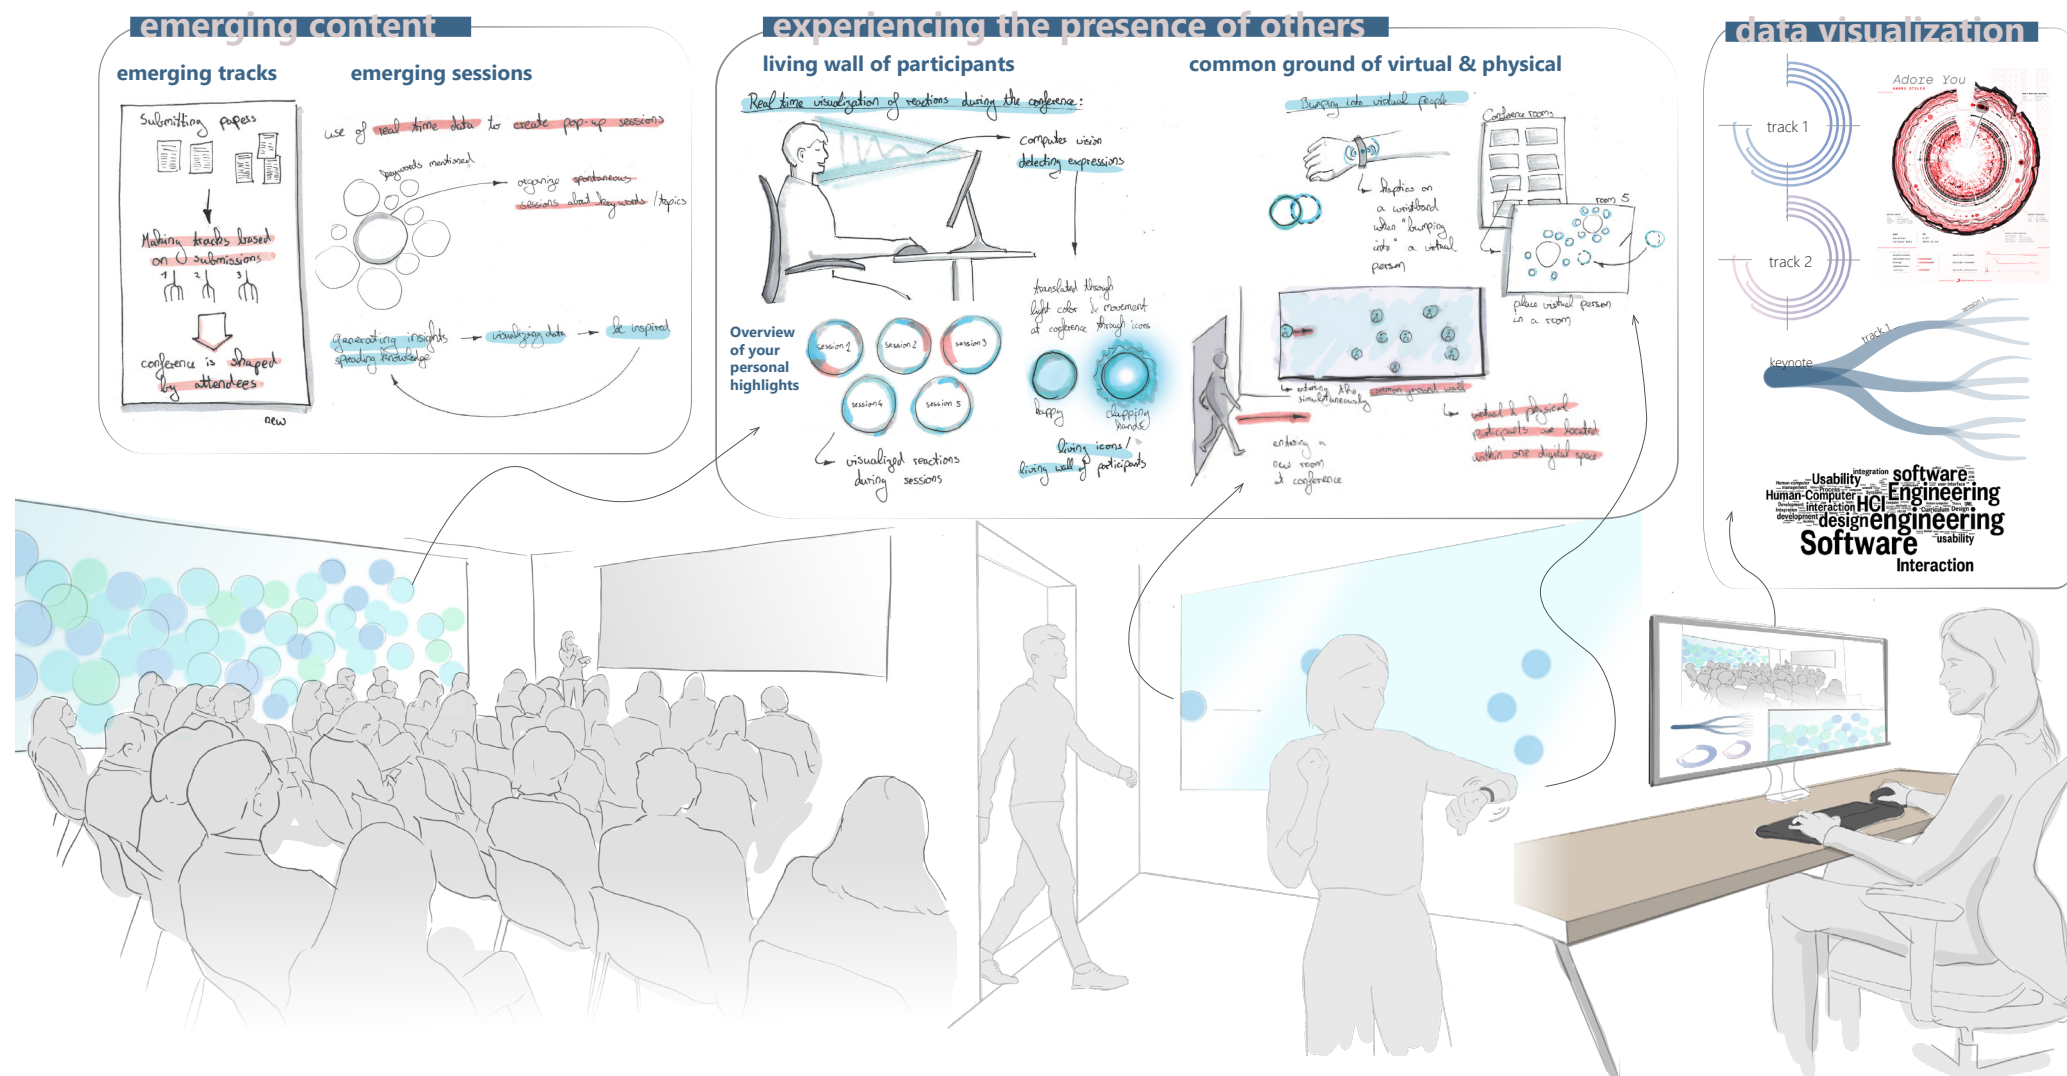 emerging content
emerging tracks
Submitting papers
Making tracks based
on submissions
1 2 3
conference is shaped
by attendees
new
emerging sessions
use of real time data to create pop-up sessions
keywords mentioned
organize spontaneous
sessions about keywords / topics
generating insights
spreading knowledge
visualizing data
be inspired
experiencing the presence of others
living wall of participants
Real time visualization of reactions during the conference:
Computer vision
detecting expressions
translated through
light color & movement
at conference through icons
happy
clapping
hands
living icons/
living wall of participants
Overview
of your
personal
highlights
session 1
session 2
session 3
session 4
session 5
visualized reactions
during sessions
common ground of virtual & physical
Bumping into virtual people
Haptics on
a wristband
when "bumping
into" a virtual
person
Conference rooms
room 5
place virtual person
in a room
entering the common ground wall
simultaneously
entering a
new room
at conference
virtual & physical
participants are located
within one digital space
data visualization
track 1
track 2
Adore You
HARRY STYLES
keynote
track 1
session 1
integration
Usability
software
Human-Computer
Engineering
interaction
HCI
Curriculum Design
development
design
engineering
Software
usability
Interaction